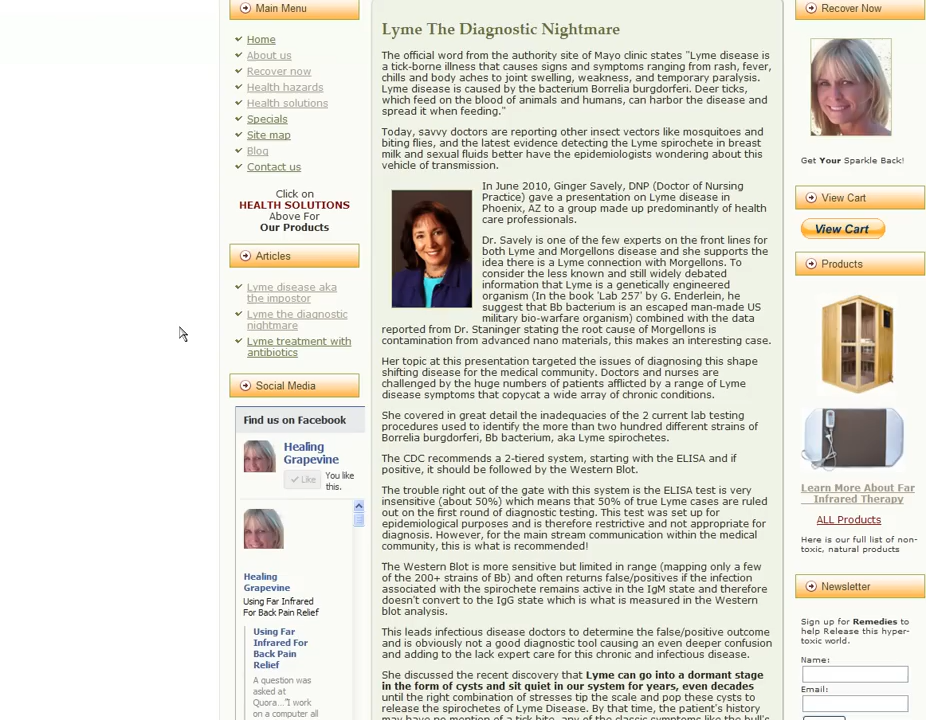 Main Menu
Home
About us
Recover now
Health hazards
Health solutions
Specials
Site map
Blog
Contact us
Click on
HEALTH SOLUTIONS
Above For
Our Products
Articles
Lyme disease aka
the impostor
Lyme the diagnostic
nightmare
Lyme treatment with
antibiotics
Social Media
Find us on Facebook
Healing
Grapevine
Like
You like
this.
Healing
Grapevine
Using Far Infrared
For Back Pain Relief
Using Far
Infrared For
Back Pain
Relief
A question was
asked at
Quora..."I work
on a computer all
Lyme The Diagnostic Nightmare
The official word from the authority site of Mayo clinic states "Lyme disease is
a tick-borne illness that causes signs and symptoms ranging from rash, fever,
chills and body aches to joint swelling, weakness, and temporary paralysis.
Lyme disease is caused by the bacterium Borrelia burgdorferi. Deer ticks,
which feed on the blood of animals and humans, can harbor the disease and
spread it when feeding."
Today, savvy doctors are reporting other insect vectors like mosquitoes and
biting flies, and the latest evidence detecting the Lyme spirochete in breast
milk and sexual fluids better have the epidemiologists wondering about this
vehicle of transmission.
In June 2010, Ginger Savely, DNP (Doctor of Nursing
Practice) gave a presentation on Lyme disease in
Phoenix, AZ to a group made up predominantly of health
care professionals.
Dr. Savely is one of the few experts on the front lines for
both Lyme and Morgellons disease and she supports the
idea there is a Lyme connection with Morgellons. To
consider the less known and still widely debated
information that Lyme is a genetically engineered
organism (In the book 'Lab 257' by G. Enderlein, he
suggest that Bb bacterium is an escaped man-made US
military bio-warfare organism) combined with the data
reported from Dr. Staninger stating the root cause of Morgellons is
contamination from advanced nano materials, this makes an interesting case.
Her topic at this presentation targeted the issues of diagnosing this shape
shifting disease for the medical community. Doctors and nurses are
challenged by the huge numbers of patients afflicted by a range of Lyme
disease symptoms that copycat a wide array of chronic conditions.
She covered in great detail the inadequacies of the 2 current lab testing
procedures used to identify the more than two hundred different strains of
Borrelia burgdorferi, Bb bacterium, aka Lyme spirochetes.
The CDC recommends a 2-tiered system, starting with the ELISA and if
positive, it should be followed by the Western Blot.
The trouble right out of the gate with this system is the ELISA test is very
insensitive (about 50%) which means that 50% of true Lyme cases are ruled
out on the first round of diagnostic testing. This test was set up for
epidemiological purposes and is therefore restrictive and not appropriate for
diagnosis. However, for the main stream communication within the medical
community, this is what is recommended!
The Western Blot is more sensitive but limited in range (mapping only a few
of the 200+ strains of Bb) and often returns false/positives if the infection
associated with the spirochete remains active in the IgM state and therefore
doesn't convert to the IgG state which is what is measured in the Western
blot analysis.
This leads infectious disease doctors to determine the false/positive outcome
and is obviously not a good diagnostic tool causing an even deeper confusion
and adding to the lack expert care for this chronic and infectious disease.
She discussed the recent discovery that Lyme can go into a dormant stage
in the form of cysts and sit quiet in our system for years, even decades
until the right combination of stresses tip the scale and pop these cysts to
release the spirochetes of Lyme Disease. By that time, the patient's history
may have no mention of a tick bite, any of the classic symptoms like the bull's
Recover Now
Get Your Sparkle Back!
View Cart
View Cart
Products
Learn More About Far
Infrared Therapy
ALL Products
Here is our full list of non-
toxic, natural products
Newsletter
Sign up for Remedies to
help Release this hyper-
toxic world.
Name:
Email: